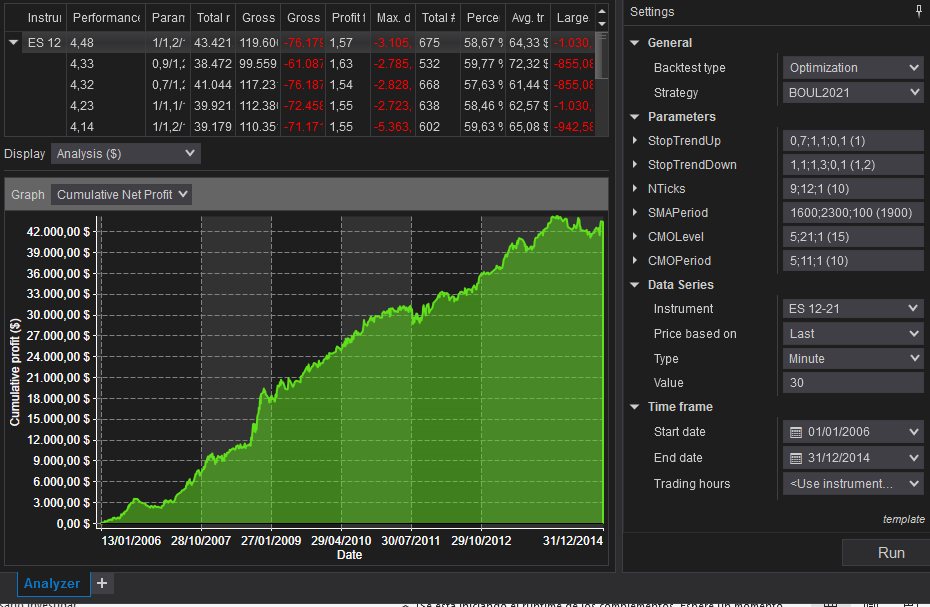 Instru Performance Param Total r Gross Gross Profit f Max. d Total # Perce Avg. tr Large
ES 12 4,48 1/1,2/ 43.421 119.60 -76.179 1,57 -3.105, 675 58,67 % 64,33 $ -1.030,
4,33 0,9/1,2 38.472 99.559 -61.087 1,63 -2.785, 532 59,77 % 72,32 $ -855,08
4,32 0,7/1,2 41.044 117.23 -76.187 1,54 -2.828, 668 57,63 % 61,44 $ -855,08
4,23 1/1,1/ 39.921 112.38 -72.458 1,55 -2.723, 638 58,46 % 62,57 $ -1.030,
4,14 1/1,2/ 39.179 110.35 -71.171 1,55 -5.363, 602 59,63 % 65,08 $ -942,58
Display Analysis ($)
Graph Cumulative Net Profit
Cumulative profit ($)
42.000,00 $
39.000,00 $
36.000,00 $
33.000,00 $
30.000,00 $
27.000,00 $
24.000,00 $
21.000,00 $
18.000,00 $
15.000,00 $
12.000,00 $
9.000,00 $
6.000,00 $
3.000,00 $
0,00 $
13/01/2006 28/10/2007 27/01/2009 29/04/2010 30/07/2011 29/10/2012 31/12/2014
Date
Analyzer +
Settings
General
Backtest type Optimization
Strategy BOUL2021
Parameters
StopTrendUp 0,7;1,1;0,1 (1)
StopTrendDown 1,1;1,3;0,1 (1,2)
NTicks 9;12;1 (10)
SMAPeriod 1600;2300;100 (1900)
CMOLevel 5;21;1 (15)
CMOPeriod 5;11;1 (10)
Data Series
Instrument ES 12-21
Price based on Last
Type Minute
Value 30
Time frame
Start date 01/01/2006
End date 31/12/2014
Trading hours <Use instrument...
template
Run